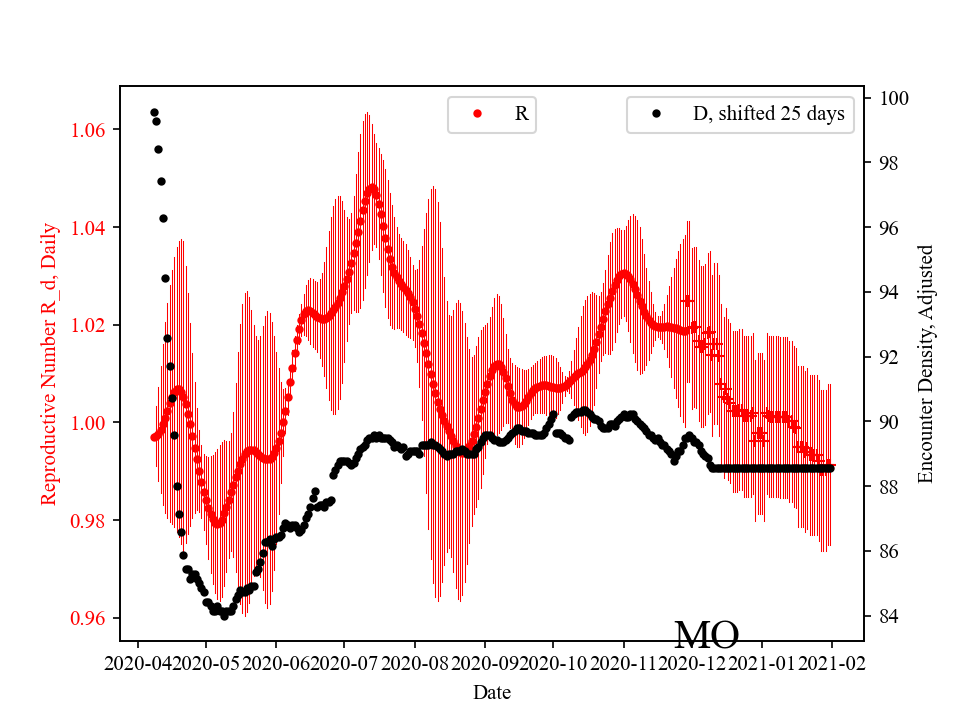 R
D, shifted 25 days
Reproductive Number R_d, Daily
1.06
1.04
1.02
1.00
0.98
0.96
100
98
96
94
92
90
88
86
84
Encounter Density, Adjusted
MO
2020-04 2020-05 2020-06 2020-07 2020-08 2020-09 2020-10 2020-11 2020-12 2021-01 2021-02
Date